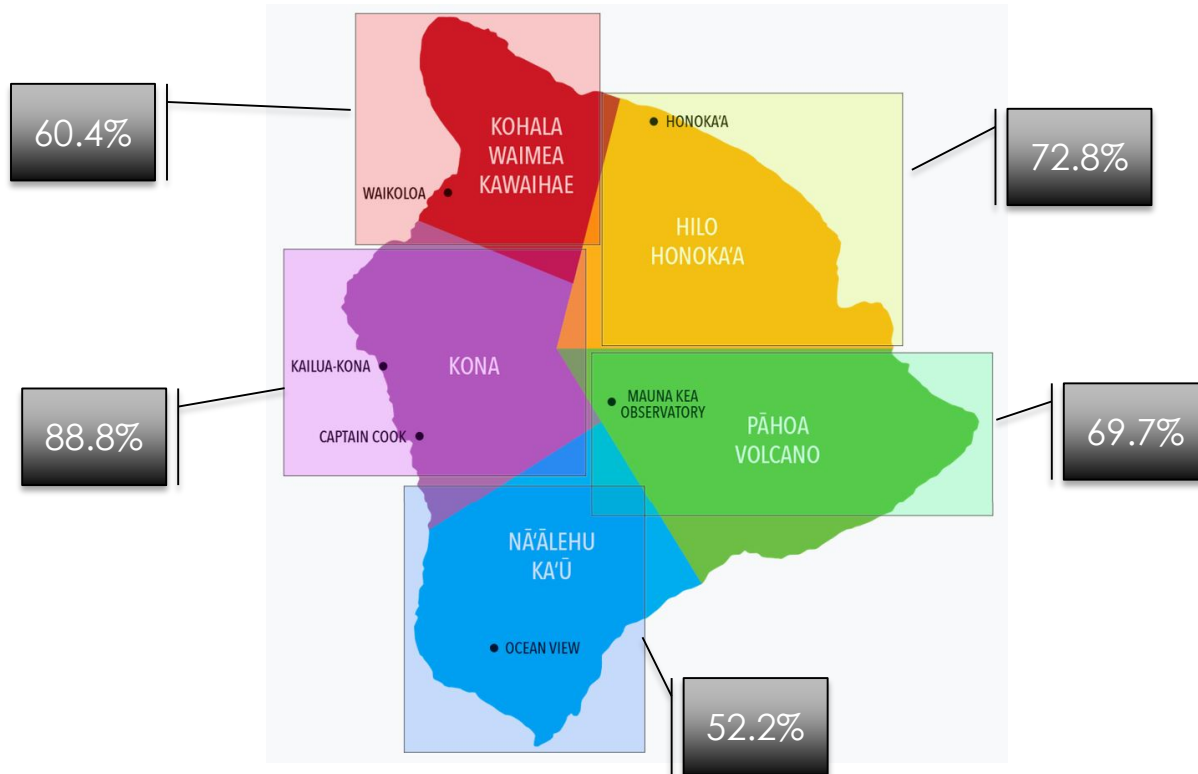 60.4%
KOHALA
WAIMEA
KAWAIHAE
WAIKOLOA
HONOKA'A
72.8%
HILO
HONOKA'A
KAILUA-KONA
KONA
CAPTAIN COOK
88.8%
MAUNA KEA
OBSERVATORY
PĀHOA
VOLCANO
69.7%
NĀ'ĀLEHU
KA'Ū
OCEAN VIEW
52.2%